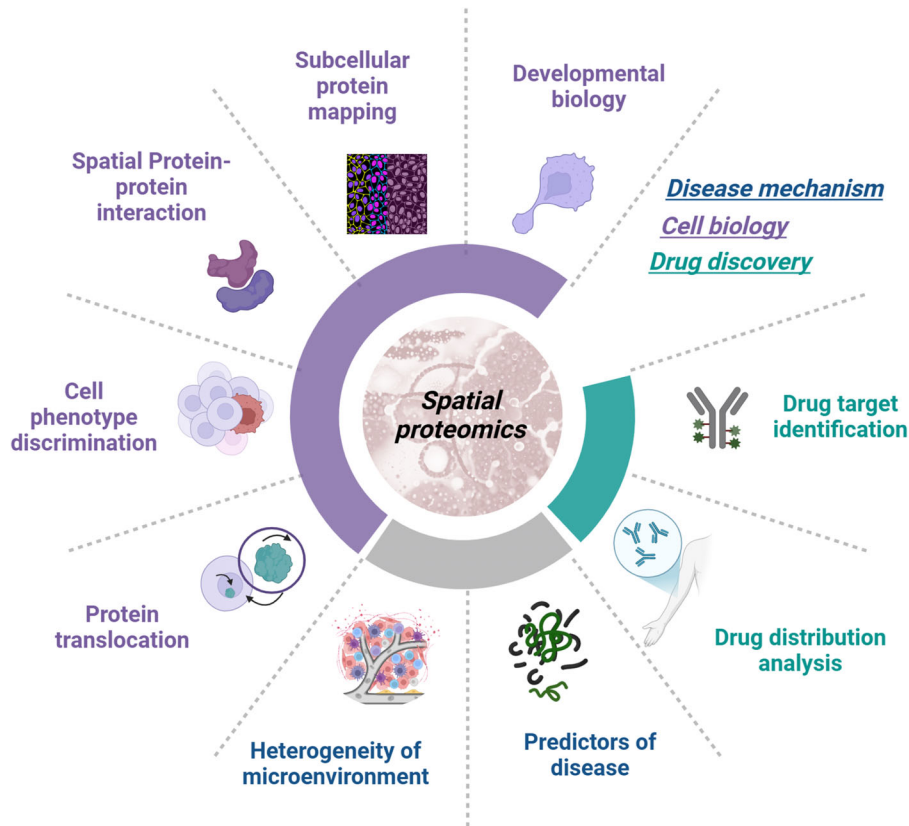 Subcellular
protein
mapping
Developmental
biology
Spatial Protein-
protein
interaction
Disease mechanism
Cell biology
Drug discovery
Cell
phenotype
discrimination
Spatial
proteomics
Drug target
identification
Protein
translocation
Drug distribution
analysis
Heterogeneity of
microenvironment
Predictors of
disease